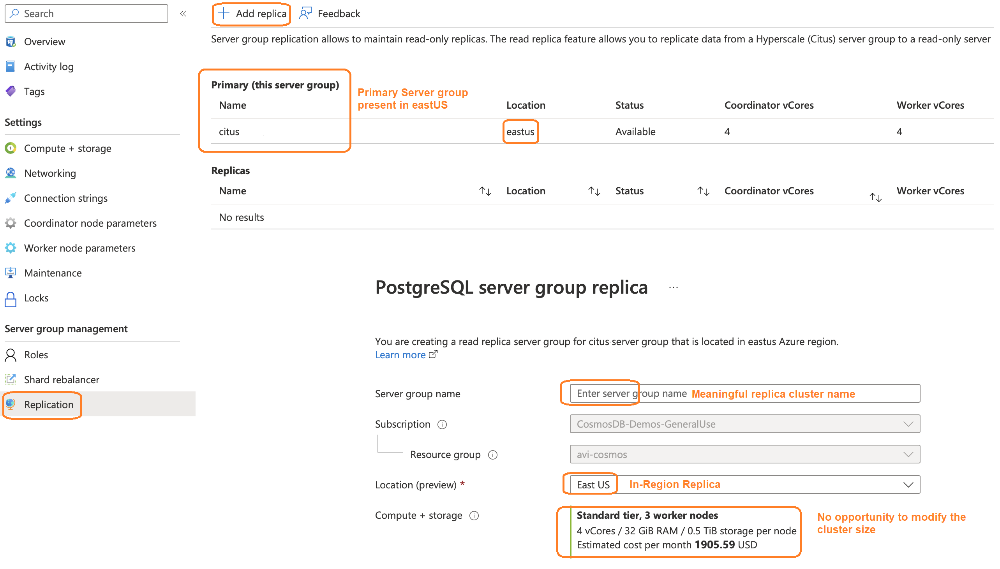 Search
Overview
Activity log
Tags
Settings
Compute + storage
Networking
Connection strings
Coordinator node parameters
Worker node parameters
Maintenance
Locks
Server group management
Roles
Shard rebalancer
Replication
Add replica
Feedback
Server group replication allows to maintain read-only replicas. The read replica feature allows you to replicate data from a Hyperscale (Citus) server group to a read-only server
Primary (this server group)
Primary Server group
present in eastUS
Name Location Status Coordinator vCores Worker vCores
citus eastus Available 4 4
Replicas
Name Location Status Coordinator vCores Worker vCores
No results
PostgreSQL server group replica ...
You are creating a read replica server group for citus server group that is located in eastus Azure region.
Learn more
Server group name Enter server group name Meaningful replica cluster name
Subscription CosmosDB-Demos-GeneralUse
Resource group avi-cosmos
Location (preview) * East US In-Region Replica
Compute + storage Standard tier, 3 worker nodes
4 vCores / 32 GiB RAM / 0.5 TiB storage per node
Estimated cost per month 1905.59 USD
No opportunity to modify the
cluster size